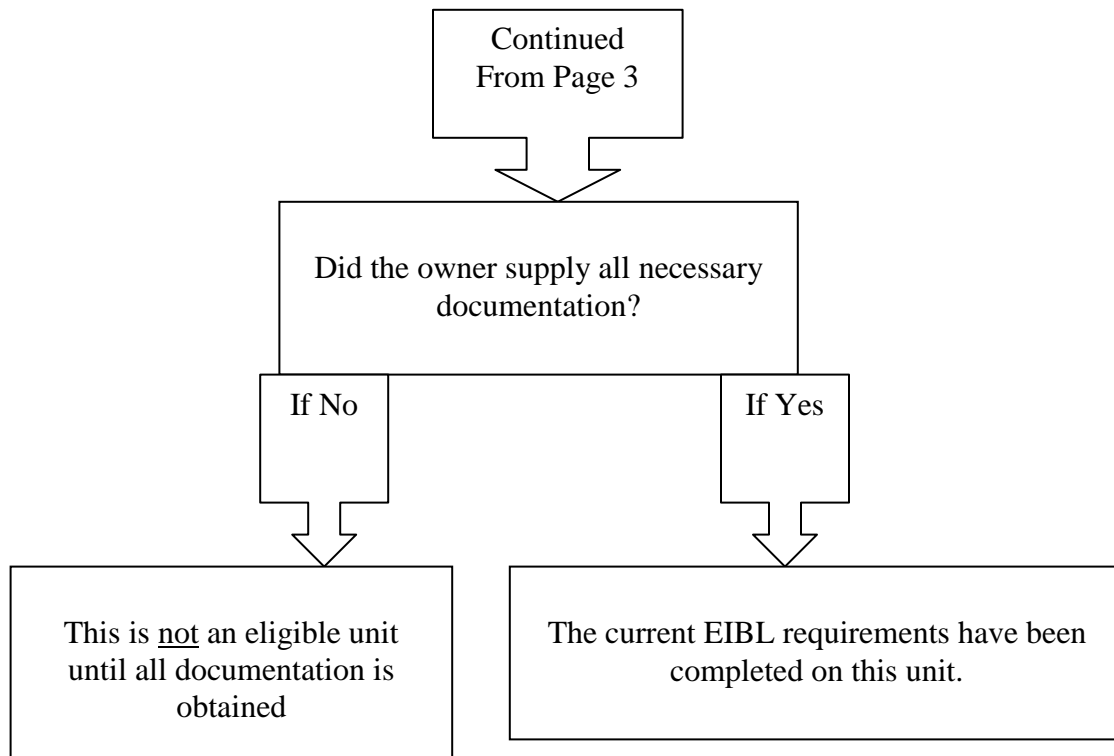 Continued
From Page 3
Did the owner supply all necessary
documentation?
If No
If Yes
This is not an eligible unit
until all documentation is
obtained
The current EIBL requirements have been
completed on this unit.